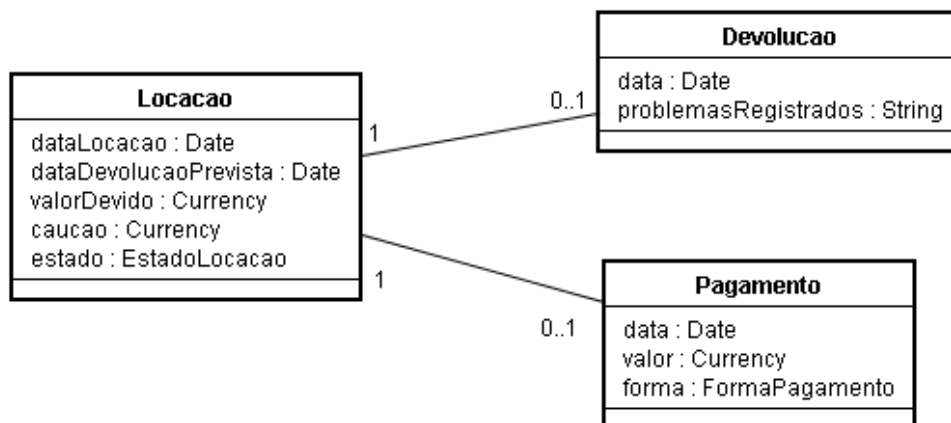 Locacao
dataLocacao : Date
dataDevolucaoPrevista : Date
valorDevido : Currency
caucao : Currency
estado : EstadoLocacao
1
0..1
Devolucao
data : Date
problemasRegistrados : String
1
0..1
Pagamento
data : Date
valor : Currency
forma : FormaPagamento